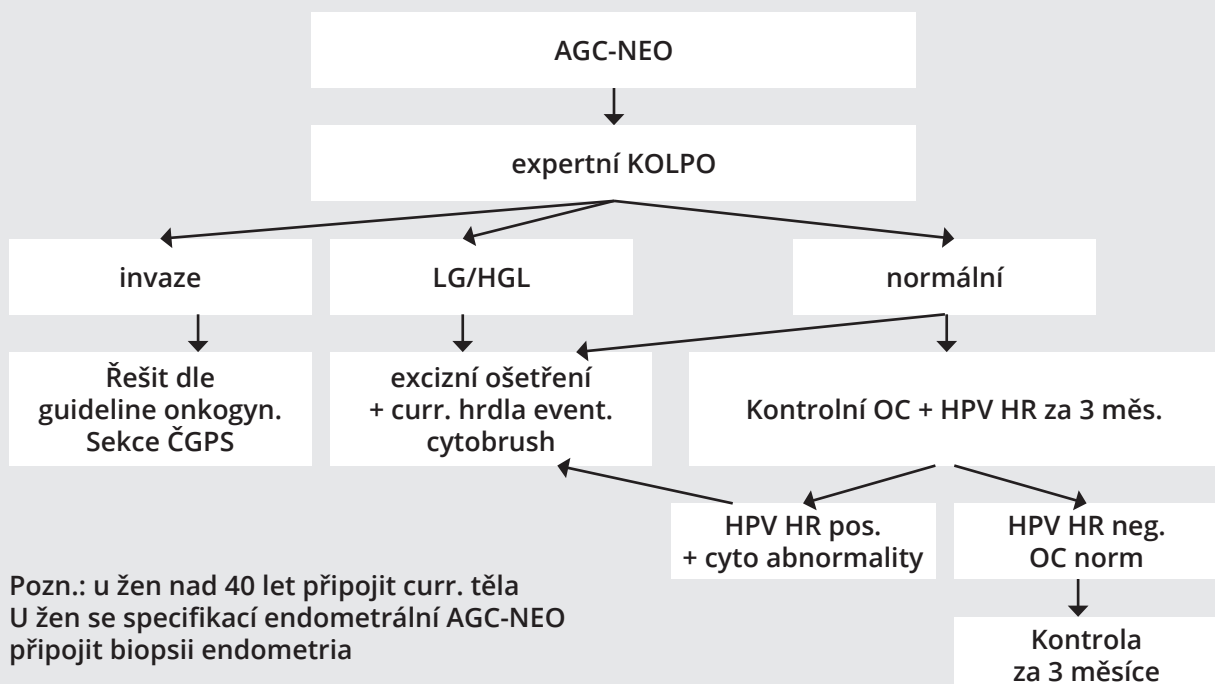 AGC-NEO
expertní KOLPO
invaze
LG/HGL
normální
Řešit dle
guideline onkogyn.
Sekce ČGPS
excizní ošetření
+ curr. hrdla event.
cytobrush
Kontrolní OC + HPV HR za 3 měs.
HPV HR pos.
+ cyto abnormality
HPV HR neg.
OC norm
Pozn.: u žen nad 40 let připojit curr. těla
U žen se specifikací endometrální AGC-NEO
připojit biopsii endometria
Kontrola
za 3 měsíce